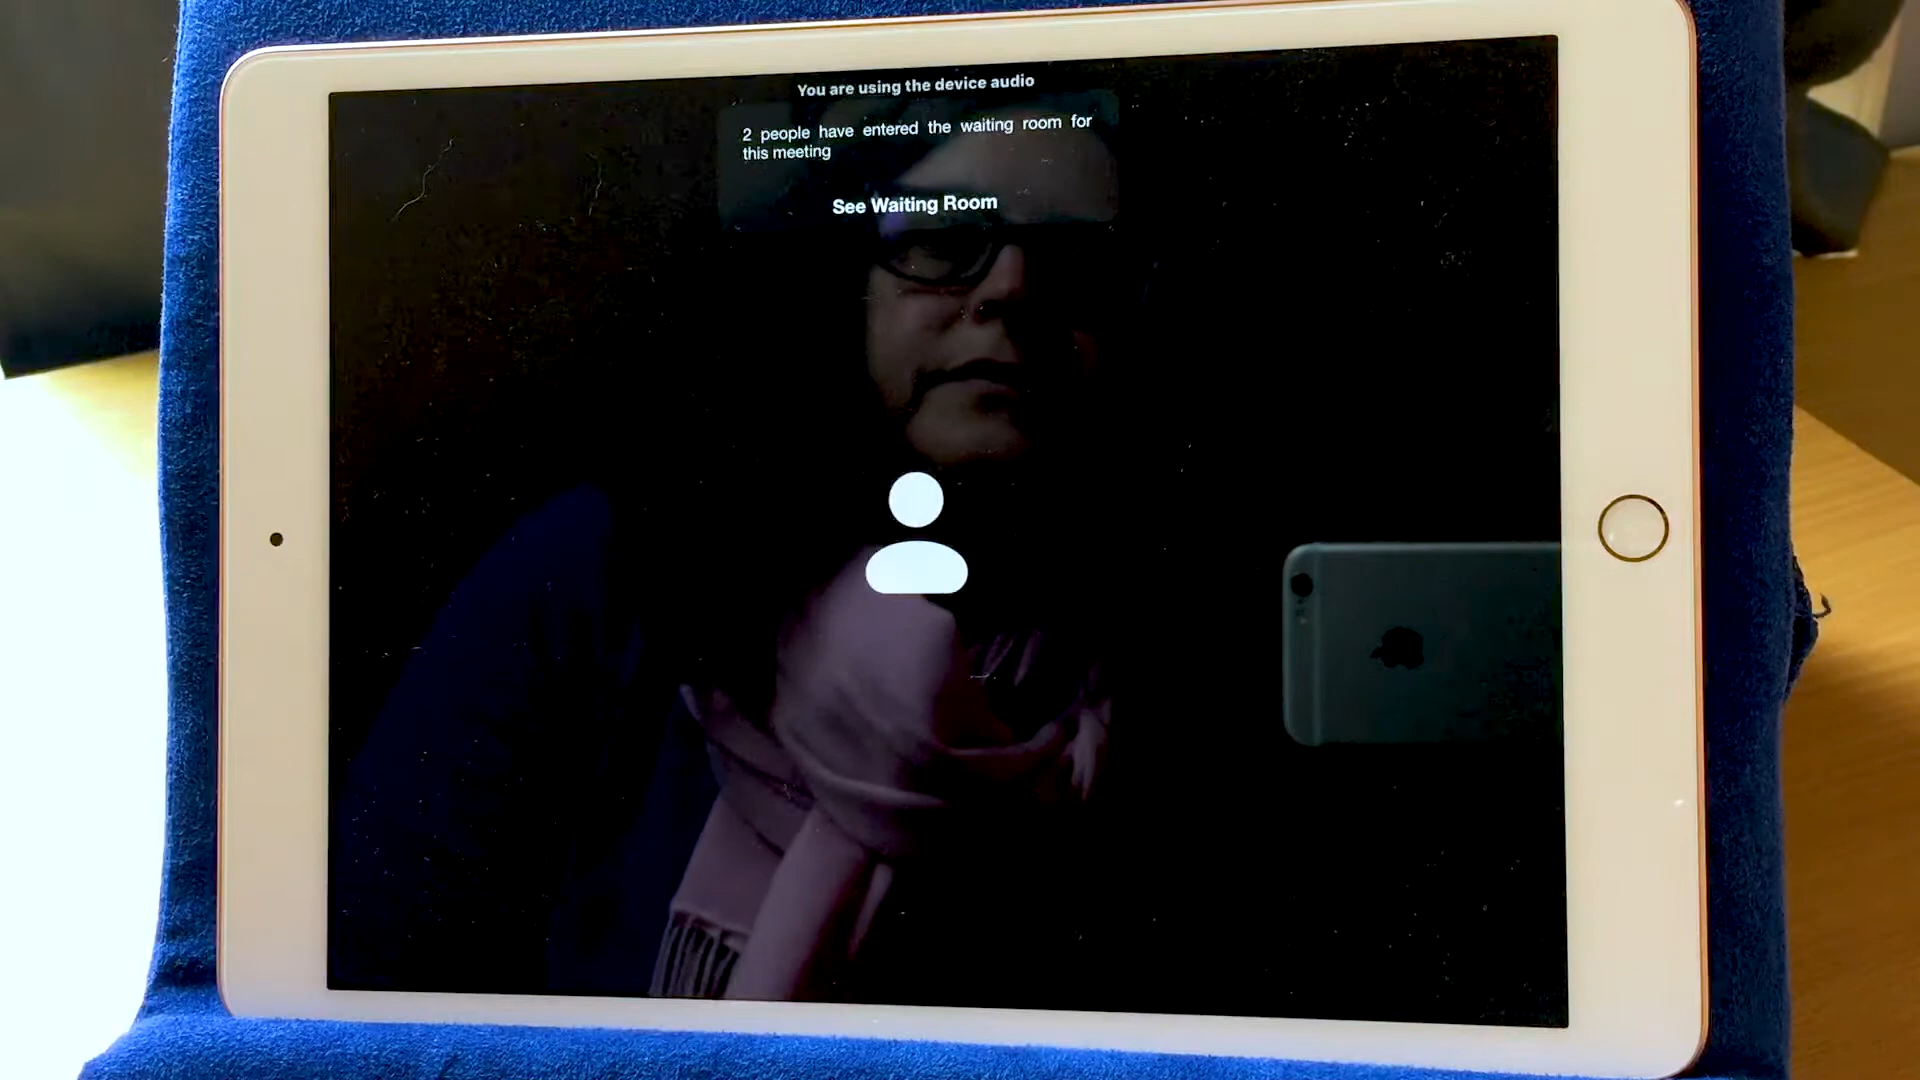 You are using the device audio
2 people have entered the waiting room for
this meeting
See Waiting Room